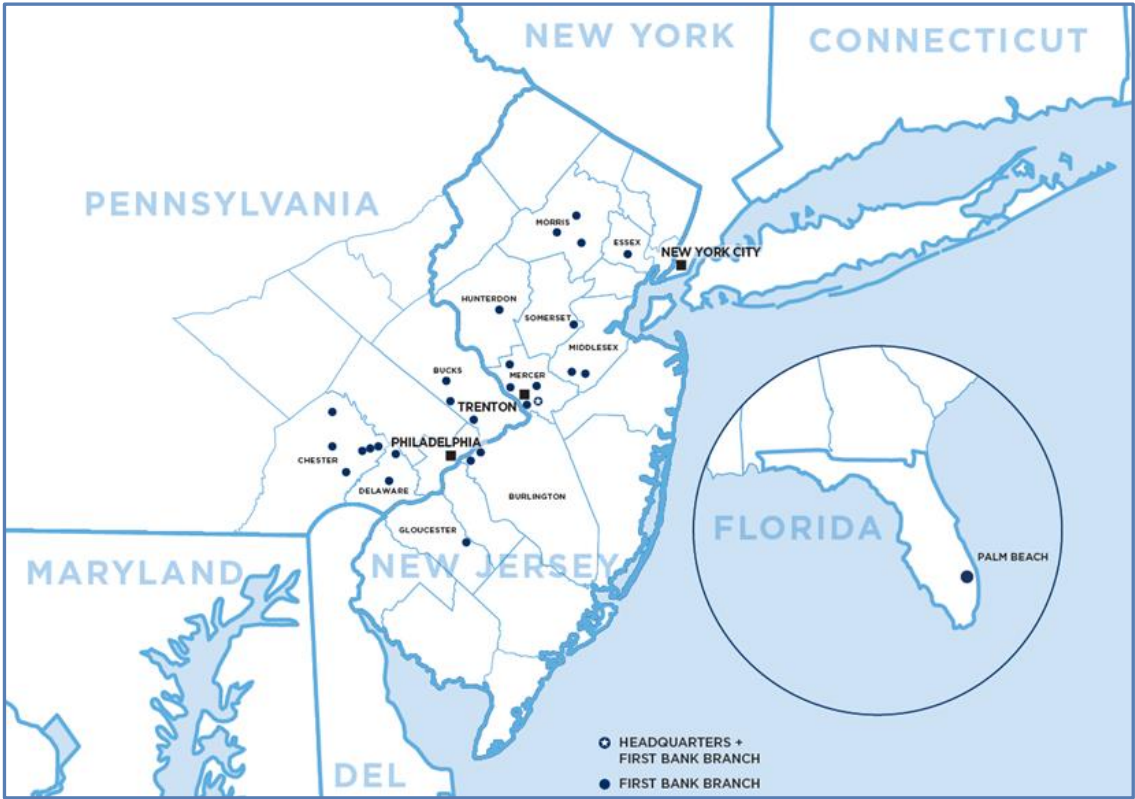 NEW YORK
CONNECTICUT
PENNSYLVANIA
MORRIS
ESSEX
NEW YORK CITY
HUNTERDON
SOMERSET
MIDDLESEX
BUCKS
MERCER
TRENTON
PHILADELPHIA
CHESTER
DELAWARE
BURLINGTON
GLOUCESTER
FLORIDA
PALM BEACH
MARYLAND
NEW JERSEY
DEL
HEADQUARTERS +
FIRST BANK BRANCH
FIRST BANK BRANCH